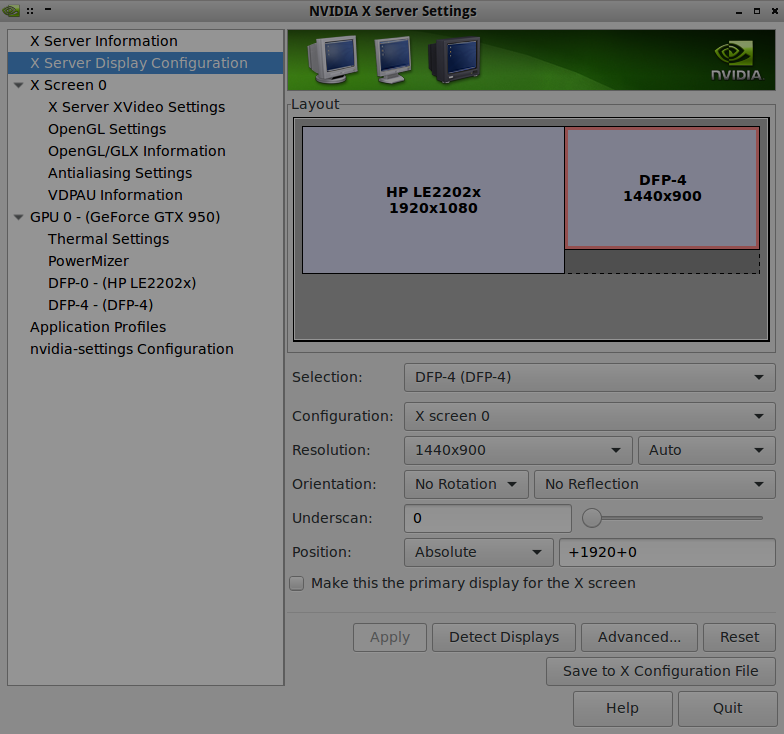 NVIDIA X Server Settings
X Server Information
X Server Display Configuration
X Screen 0
X Server XVideo Settings
OpenGL Settings
OpenGL/GLX Information
Antialiasing Settings
VDPAU Information
GPU 0 - (GeForce GTX 950)
Thermal Settings
PowerMizer
DFP-0 - (HP LE2202x)
DFP-4 - (DFP-4)
Application Profiles
nvidia-settings Configuration
NVIDIA
Layout
HP LE2202x
1920x1080
DFP-4
1440x900
Selection: DFP-4 (DFP-4)
Configuration: X screen 0
Resolution: 1440x900 Auto
Orientation: No Rotation No Reflection
Underscan: 0
Position: Absolute +1920+0
Make this the primary display for the X screen
Apply Detect Displays Advanced... Reset
Save to X Configuration File
Help Quit